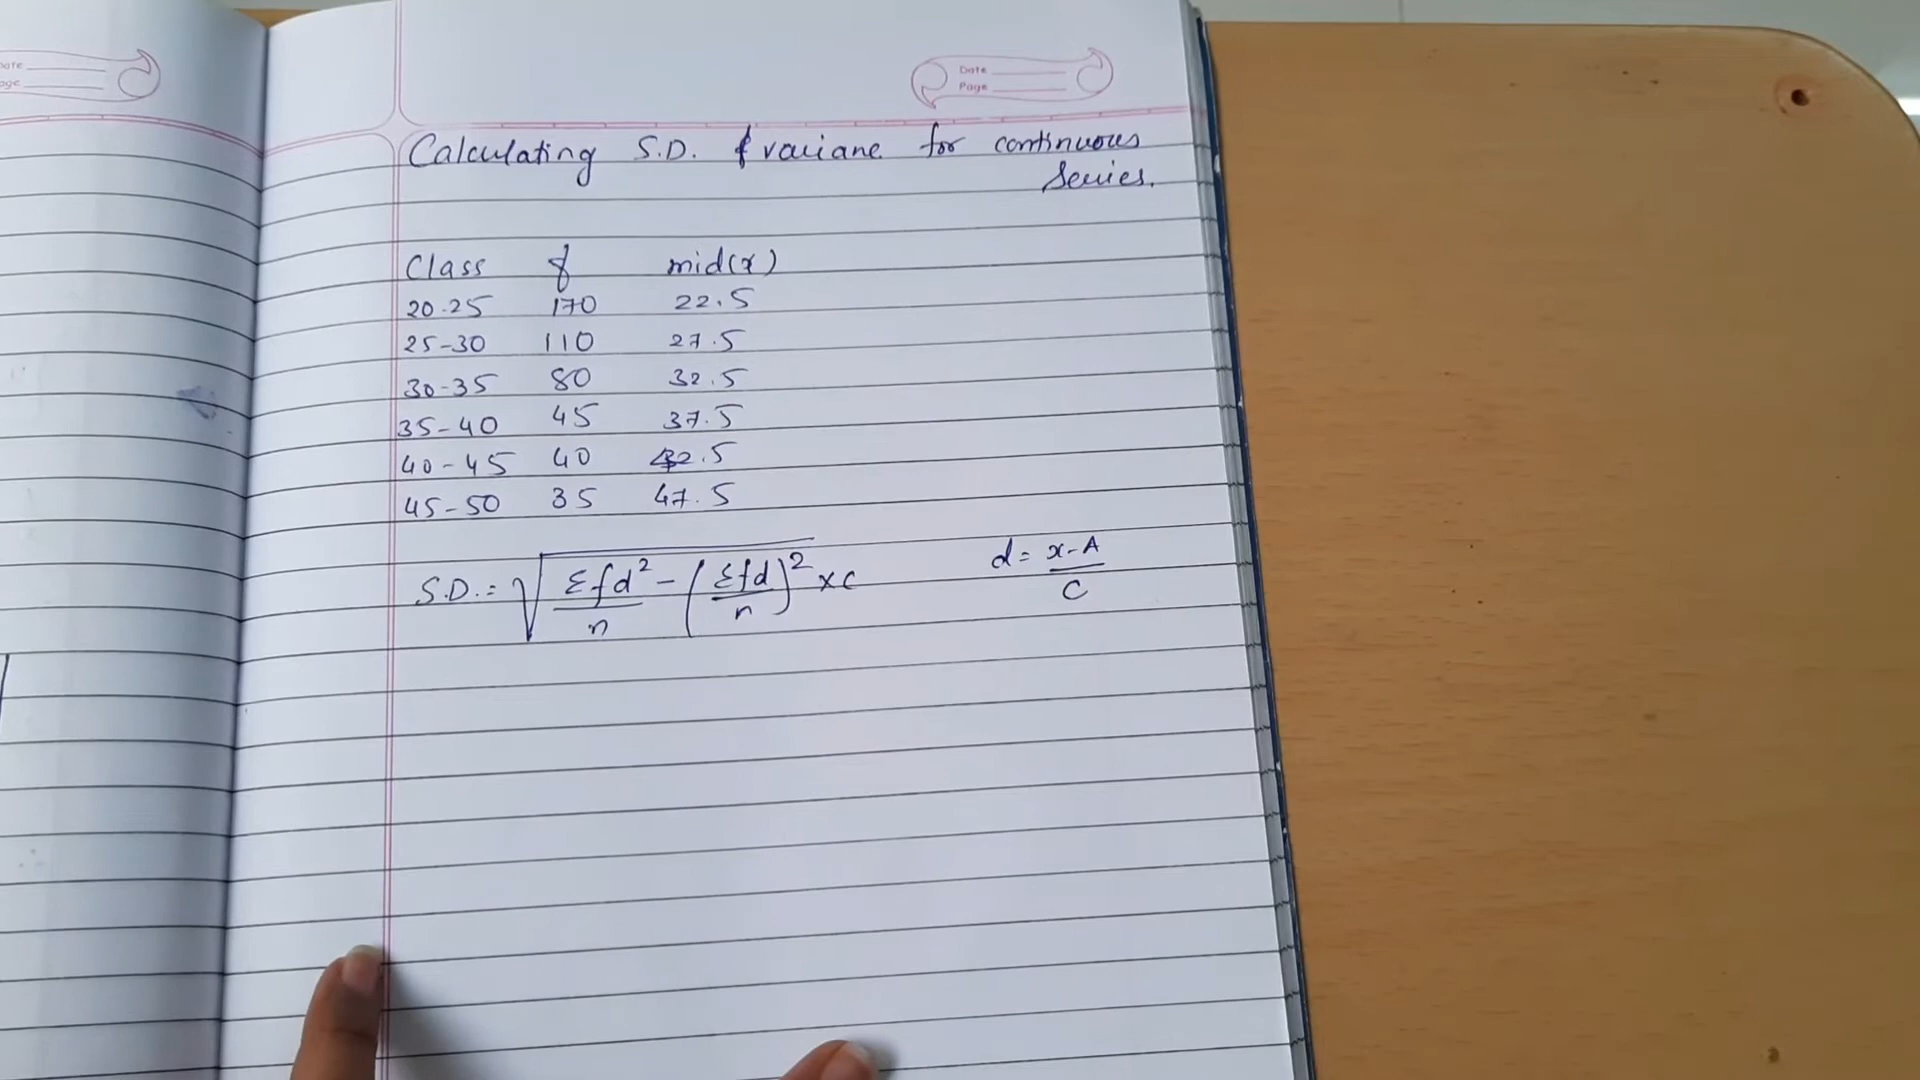 ate
age
Date
Page
Calculating S.D. & variane for continuous
Series.
Class f mid(x)
20.25 170 22.5
25-30 110 27.5
30-35 80 32.5
35-40 45 37.5
40-45 40 42.5
45-50 35 47.5
S.D.= √(Σfd²/n - (Σfd/n)²) × C d = x-A/C